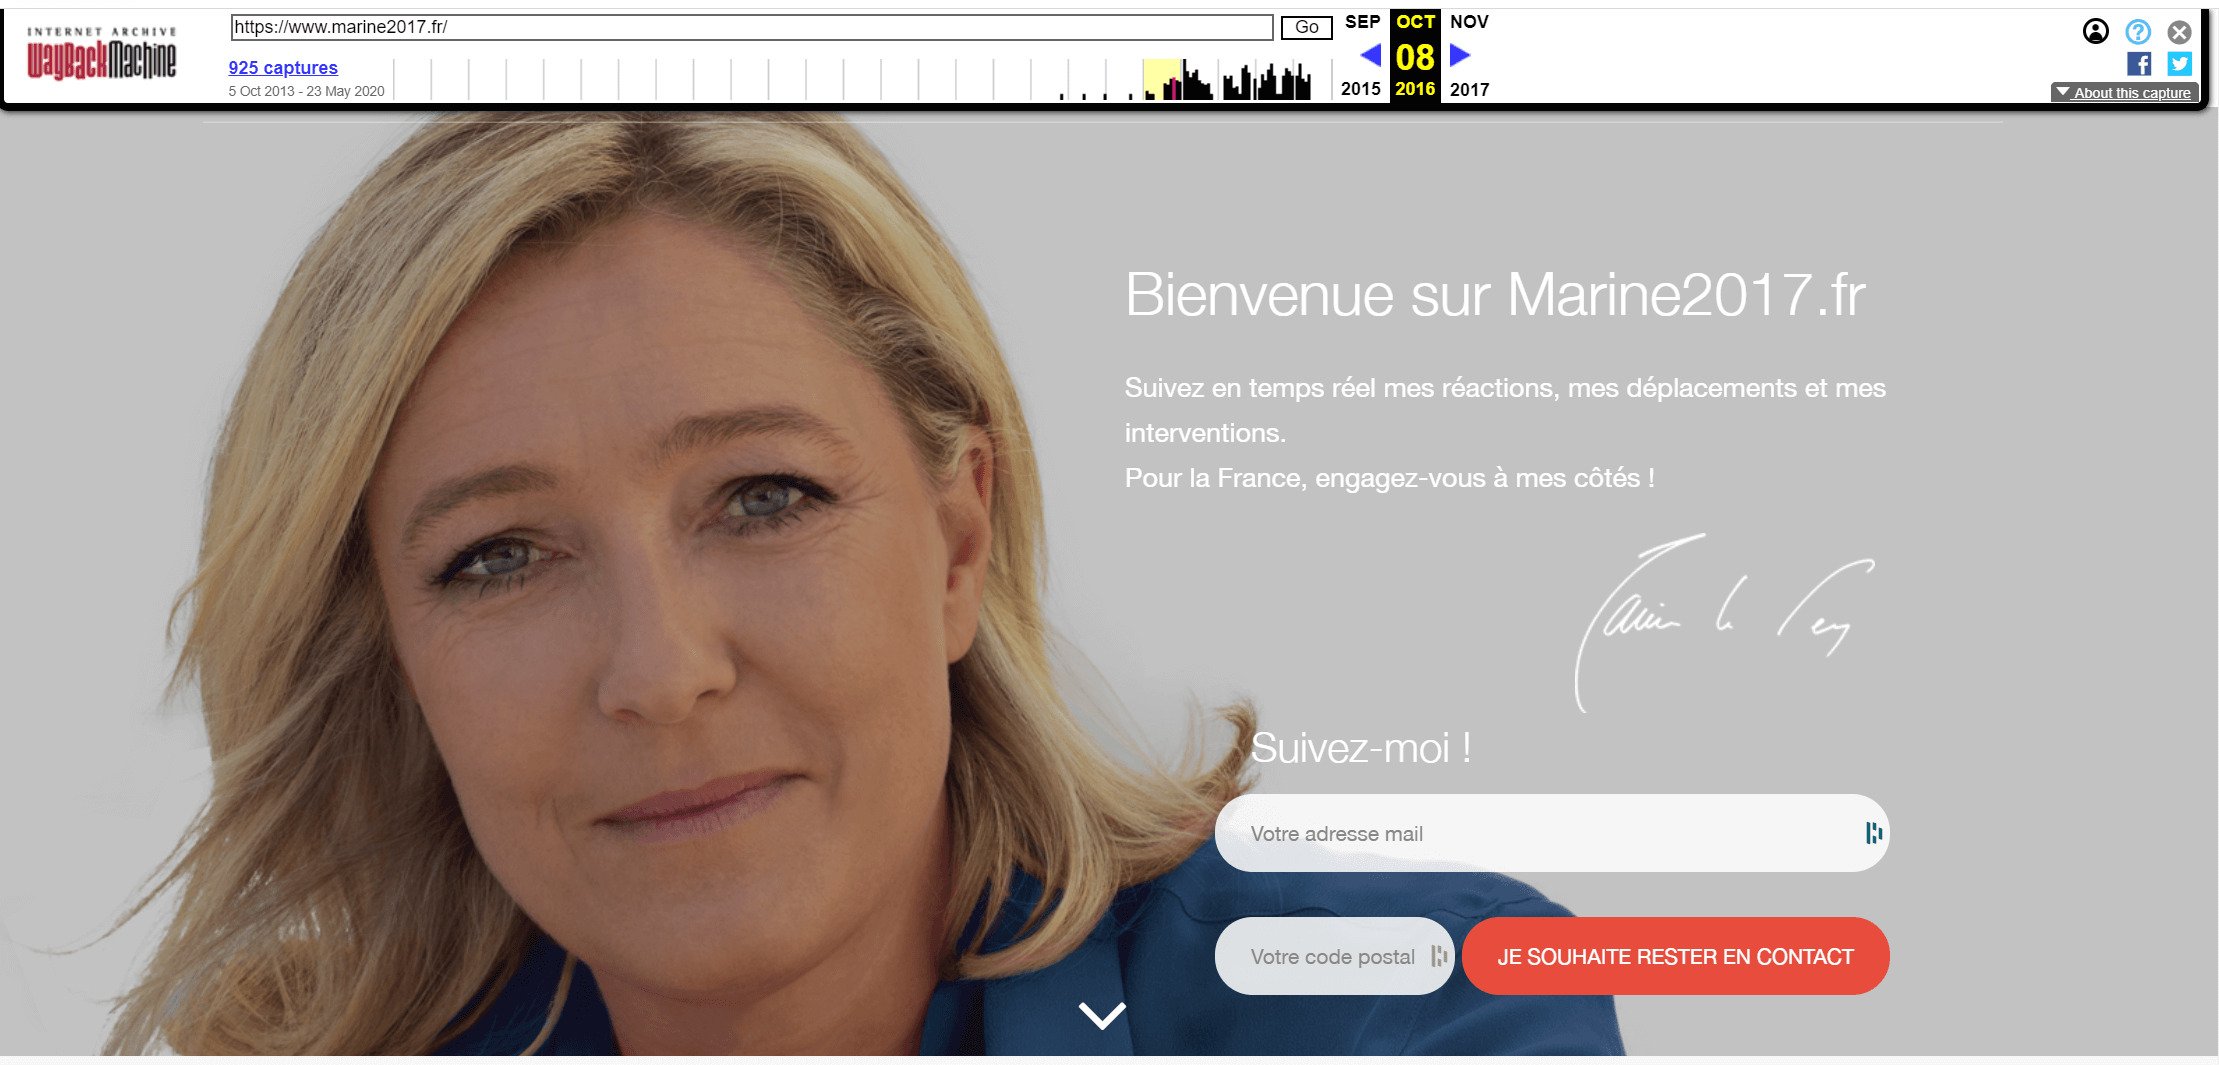 INTERNET ARCHIVE
WayBackMachine
https://www.marine2017.fr/
Go
925 captures
5 Oct 2013 - 23 May 2020
SEP OCT NOV
08
2015 2016 2017
About this capture
Bienvenue sur Marine2017.fr
Suivez en temps réel mes réactions, mes déplacements et mes
interventions.
Pour la France, engagez-vous à mes côtés !
Marine Le Pen
Suivez-moi !
Votre adresse mail
Votre code postal
JE SOUHAITE RESTER EN CONTACT